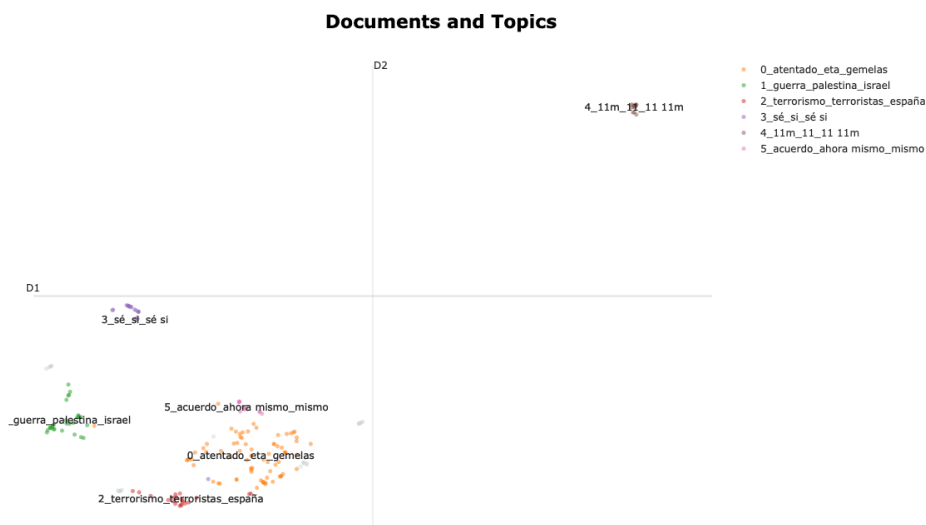 Documents and Topics
D2
0_atentado_eta_gemelas
1_guerra_palestina_israel
2_terrorismo_terroristas_españa
3_sé_si_sé si
4_11m_11_11 11m
5_acuerdo_ahora mismo_mismo
4_11m_11_11 11m
D1
3_sé_si_sé si
5_acuerdo_ahora mismo_mismo
_guerra_palestina_israel
0_atentado_eta_gemelas
2_terrorismo_terroristas_españa